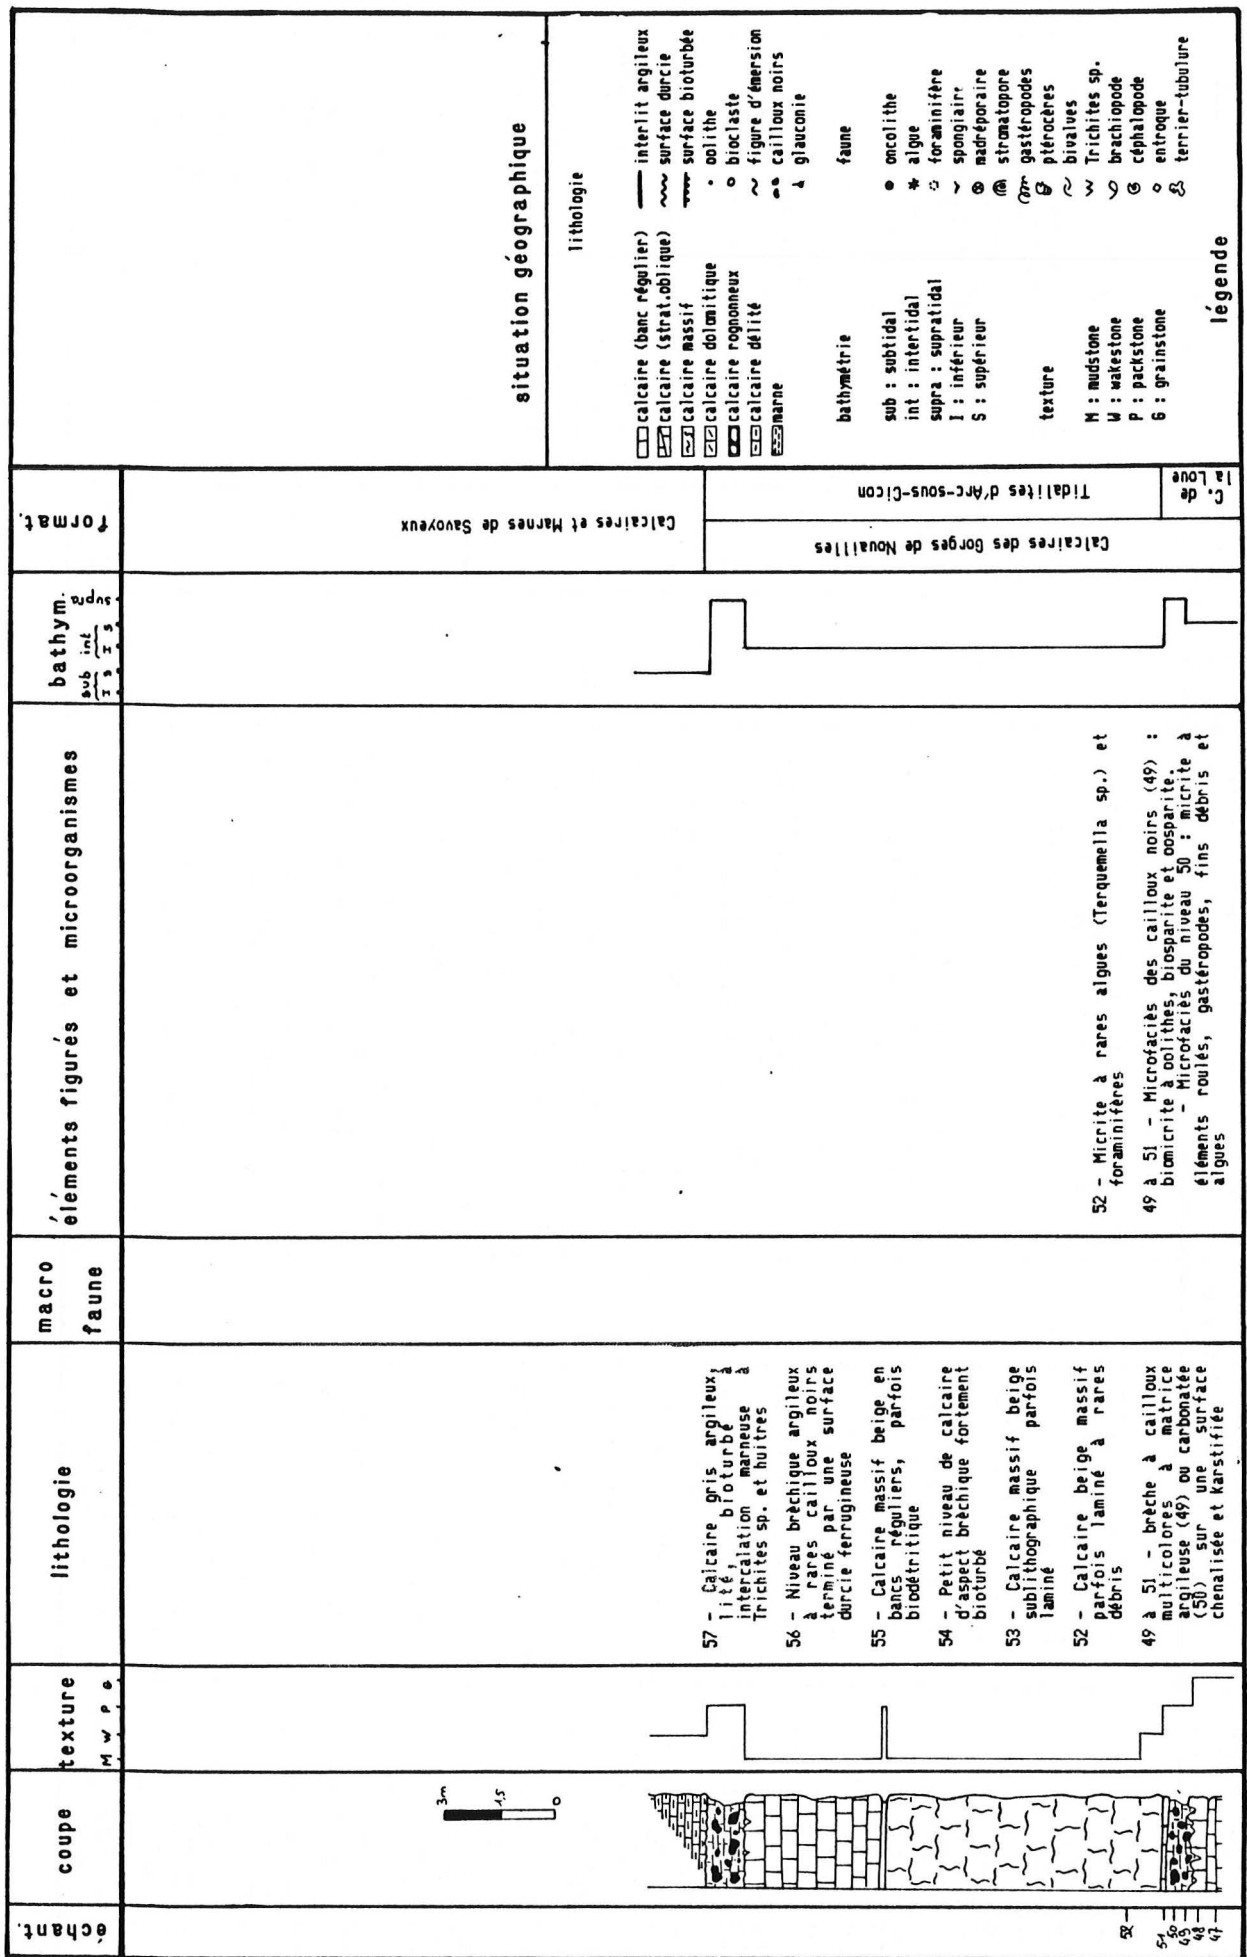 échant.
coupe
texture
M W P G
lithologie
macro
faune
éléments figurés et microorganismes
bathym.
sub int supra
I S I S
format.
3m
1,5
0
52
51
50
49
48
47
57 - Calcaire gris argileux,
lité, bioturbé à
intercalation marneuse à
Trichites sp. et huitres
56 - Niveau brèchique argileux
à rares cailloux noirs
terminé par une surface
durcie ferrugineuse
55 - Calcaire massif beige en
bancs réguliers, parfois
biodétritique
54 - Petit niveau de calcaire
d'aspect brèchique fortement
bioturbé
53 - Calcaire massif beige
sublithographique parfois
laminé
52 - Calcaire beige massif
parfois laminé à rares
débris
49 à 51 - brèche à cailloux
multicolores à matrice
argileuse (49) ou carbonatée
(50) sur une surface
chenalisée et karstifiée
52 - Micrite à rares algues (Terquemella sp.) et
foraminifères
49 à 51 - Microfaciès des cailloux noirs (49) :
biomicrite à oolithes, biosparite et oosparite.
- Microfaciès du niveau 50 : micrite à
éléments roulés, gastéropodes, fins débris et
algues
Calcaires et Marnes de Savoyeux
Calcaires des Gorges de Nouailles
Tidalites d'Arc-sous-Cicon
C. de
la Loue
situation géographique
lithologie
calcaire (banc régulier)
calcaire (strat.oblique)
calcaire massif
calcaire dolomitique
calcaire rognonneux
calcaire délité
marne
interlit argileux
surface durcie
surface bioturbée
oolithe
bioclaste
figure d'émersion
cailloux noirs
glauconie
bathymétrie
sub : subtidal
int : intertidal
supra : supratidal
I : inférieur
S : supérieur
texture
M : mudstone
W : wakestone
P : packstone
G : grainstone
faune
oncolithe
algue
foraminifère
spongiaire
madréporaire
stromatopore
gastéropodes
ptérocères
bivalves
Trichites sp.
brachiopode
céphalopode
entroque
terrier-tubulure
légende